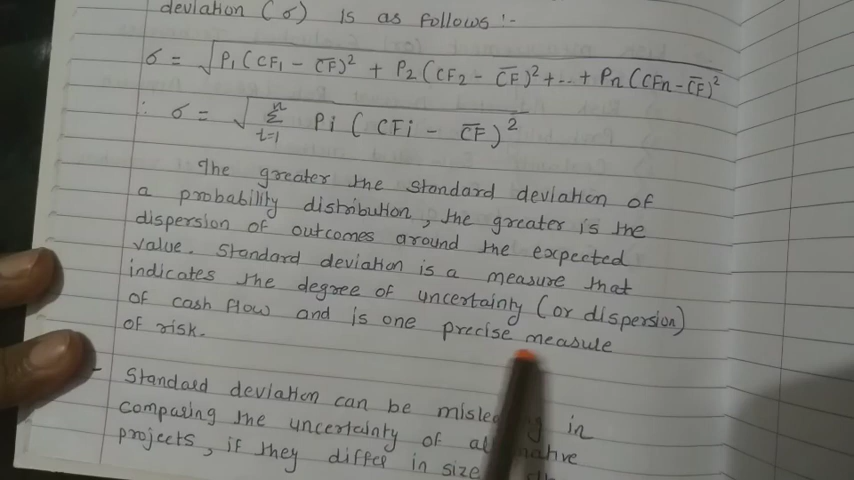 deviation (σ) is as follows :-
σ = √P₁(CF₁ - C̅F̅)² + P₂(CF₂ - C̅F̅)² + ... + Pn(CFn - C̅F̅)²
∴ σ = √ⁿΣt=1 Pi (CFi - C̅F̅)²
The greater the standard deviation of
a probability distribution, the greater is the
dispersion of outcomes around the expected
value. Standard deviation is a measure that
indicates the degree of uncertainty (or dispersion)
of cash flow and is one precise measure
of risk.
- Standard deviation can be in
comparing the uncertainty of
projects, if they differ in size